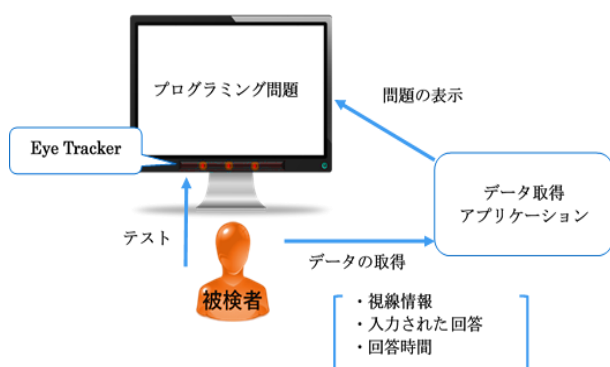 プログラミング問題
問題の表示
Eye Tracker
データ取得
アプリケーション
テスト
データの取得
被検者
・視線情報
・入力された回答
・回答時間